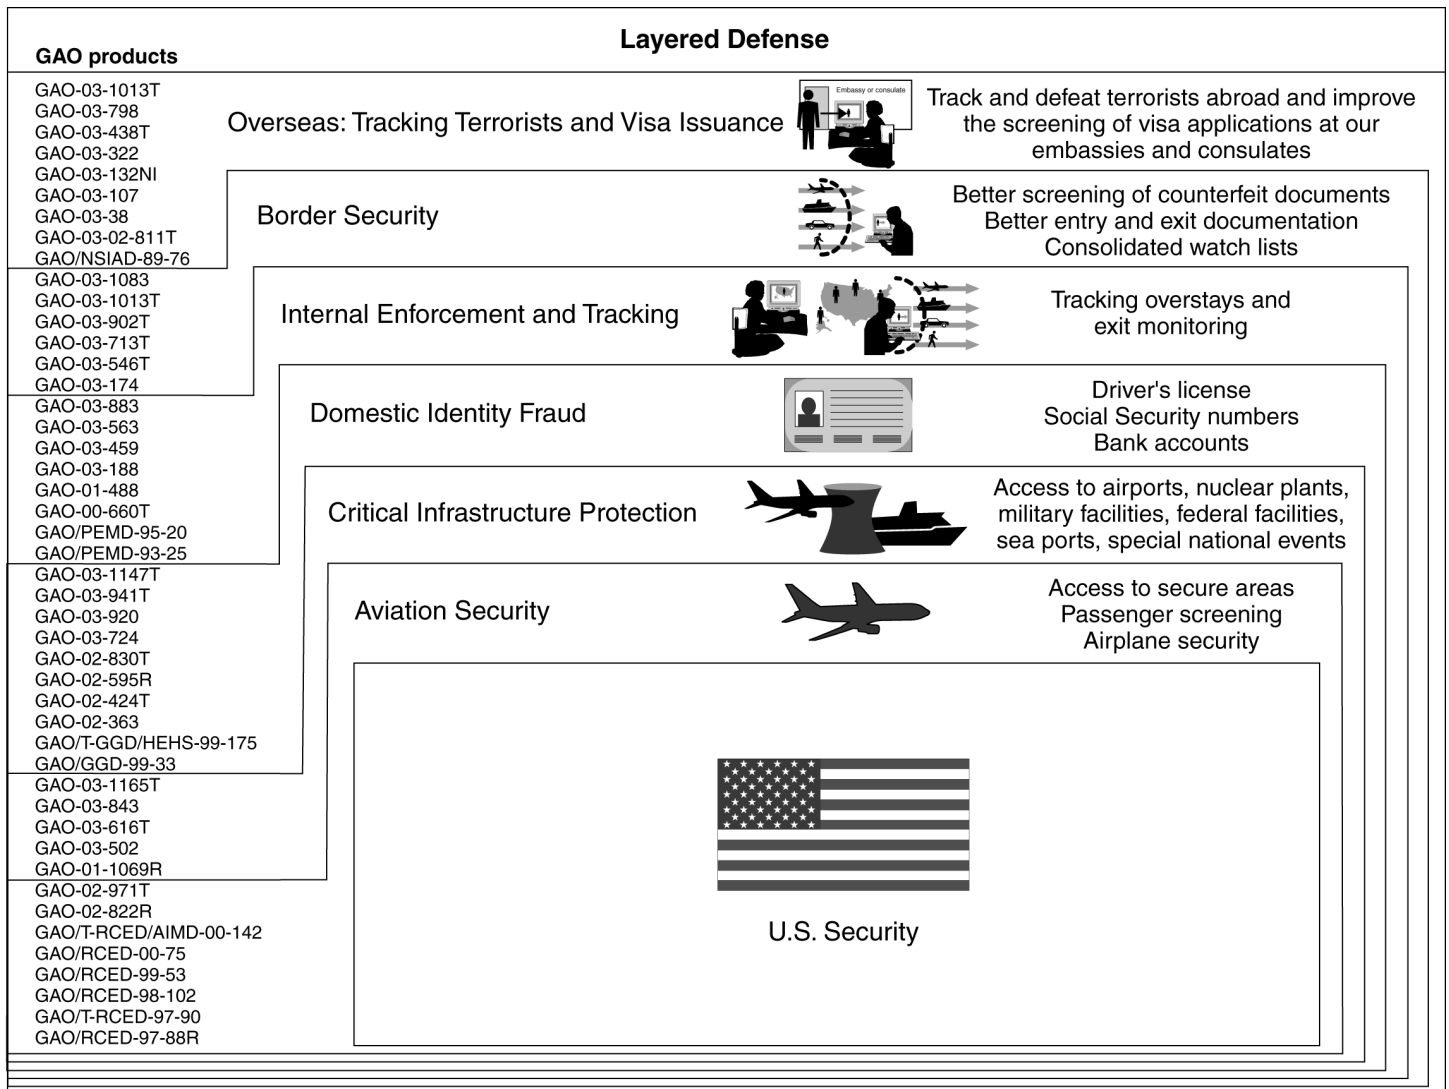 Layered Defense
GAO products
GAO-03-1013T
GAO-03-798
GAO-03-438T
GAO-03-322
GAO-03-132NI
GAO-03-107
GAO-03-38
GAO-03-02-811T
GAO/NSIAD-89-76
Overseas: Tracking Terrorists and Visa Issuance
Embassy or consulate
Track and defeat terrorists abroad and improve
the screening of visa applications at our
embassies and consulates
GAO-03-1083
GAO-03-1013T
GAO-03-902T
GAO-03-713T
GAO-03-546T
GAO-03-174
Border Security
Better screening of counterfeit documents
Better entry and exit documentation
Consolidated watch lists
GAO-03-883
GAO-03-563
GAO-03-459
GAO-03-188
GAO-01-488
GAO-00-660T
GAO/PEMD-95-20
GAO/PEMD-93-25
Internal Enforcement and Tracking
Tracking overstays and
exit monitoring
GAO-03-1147T
GAO-03-941T
GAO-03-920
GAO-03-724
GAO-02-830T
GAO-02-595R
GAO-02-424T
GAO-02-363
GAO/T-GGD/HEHS-99-175
GAO/GGD-99-33
Domestic Identity Fraud
Driver's license
Social Security numbers
Bank accounts
GAO-03-1165T
GAO-03-843
GAO-03-616T
GAO-03-502
GAO-01-1069R
Critical Infrastructure Protection
Access to airports, nuclear plants,
military facilities, federal facilities,
sea ports, special national events
GAO-02-971T
GAO-02-822R
GAO/T-RCED/AIMD-00-142
GAO/RCED-00-75
GAO/RCED-99-53
GAO/RCED-98-102
GAO/T-RCED-97-90
GAO/RCED-97-88R
Aviation Security
Access to secure areas
Passenger screening
Airplane security
U.S. Security